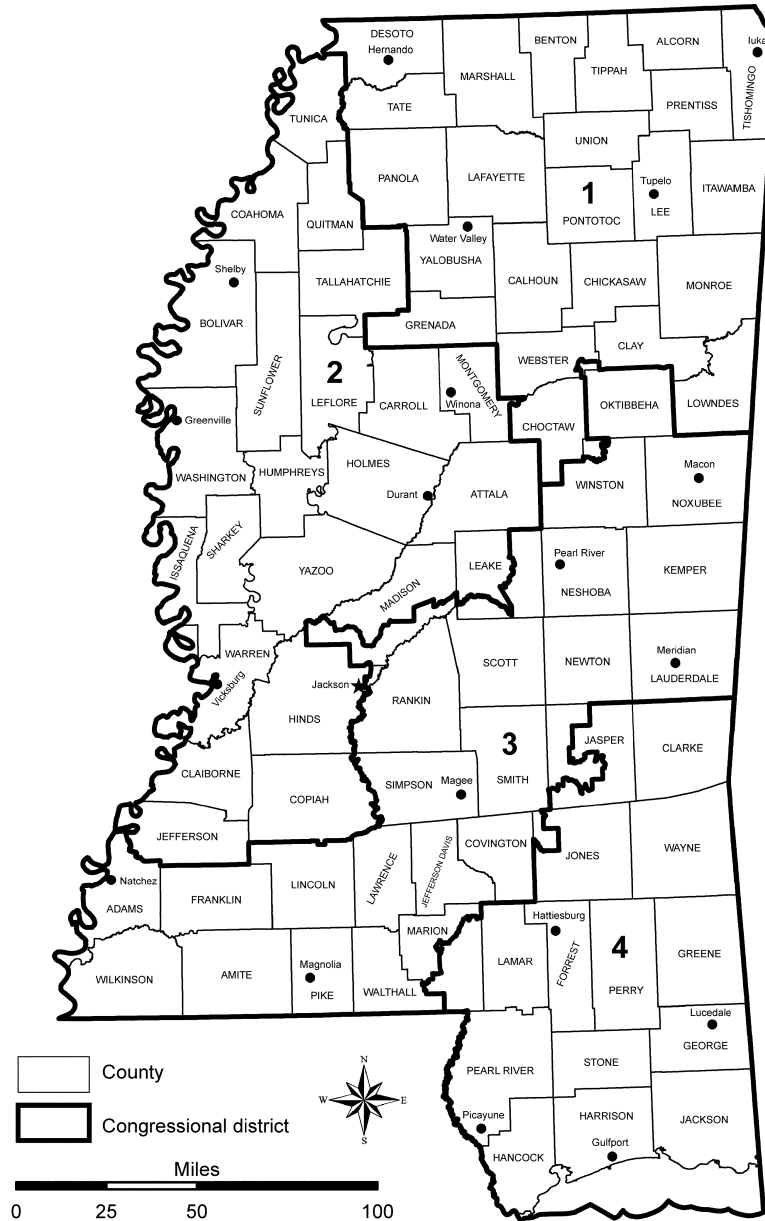 DESOTO
Hernando
BENTON
ALCORN
Iuka
MARSHALL
TIPPAH
TISHOMINGO
TATE
PRENTISS
TUNICA
UNION
PANOLA
LAFAYETTE
Tupelo
LEE
ITAWAMBA
1
PONTOTOC
COAHOMA
QUITMAN
Water Valley
YALOBUSHA
Shelby
TALLAHATCHIE
CALHOUN
CHICKASAW
MONROE
BOLIVAR
GRENADA
CLAY
WEBSTER
SUNFLOWER
2
LEFLORE
MONTGOMERY
CARROLL
Winona
OKTIBBEHA
LOWNDES
Greenville
CHOCTAW
WASHINGTON
HUMPHREYS
HOLMES
Durant
ATTALA
WINSTON
Macon
NOXUBEE
ISSAQUENA
SHARKEY
YAZOO
MADISON
LEAKE
Pearl River
NESHOBA
KEMPER
WARREN
Vicksburg
Jackson
HINDS
RANKIN
SCOTT
NEWTON
Meridian
LAUDERDALE
3
SMITH
JASPER
CLARKE
CLAIBORNE
COPIAH
SIMPSON
Magee
JEFFERSON
COVINGTON
JONES
WAYNE
Natchez
ADAMS
FRANKLIN
LINCOLN
LAWRENCE
JEFFERSON DAVIS
MARION
Hattiesburg
LAMAR
FORREST
4
PERRY
GREENE
WILKINSON
AMITE
Magnolia
PIKE
WALTHALL
Lucedale
GEORGE
PEARL RIVER
STONE
Picayune
HANCOCK
HARRISON
Gulfport
JACKSON
County
Congressional district
N
W
E
S
Miles
0 25 50 100